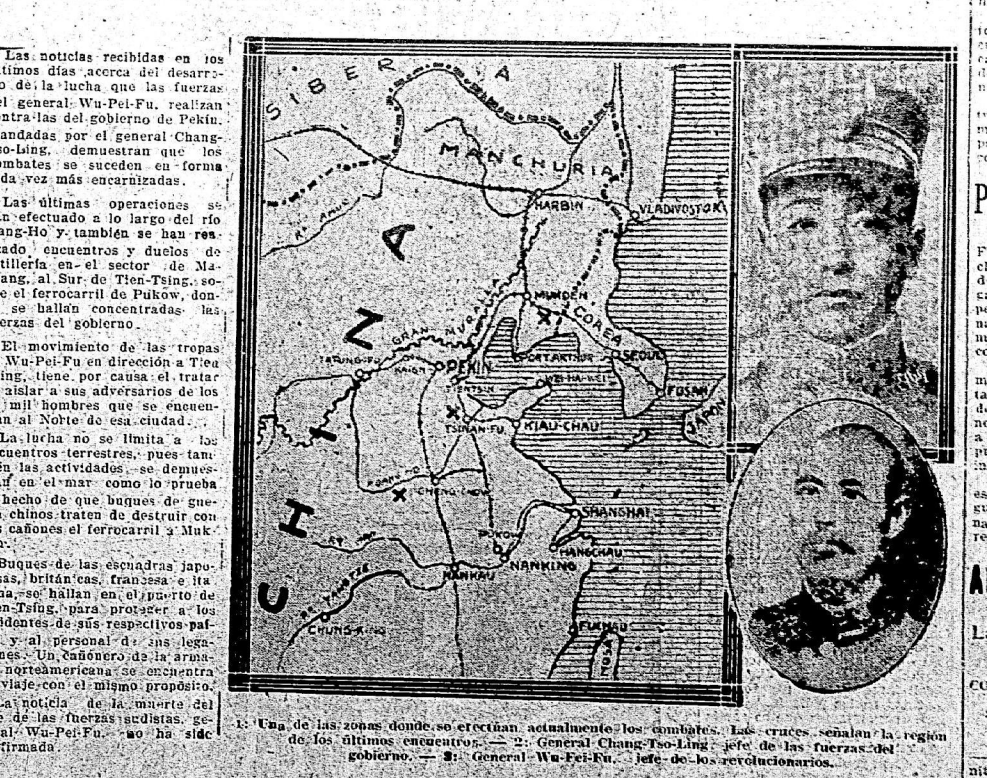 Las noticias recibidas en los
timos días acerca del desarro-
o de la lucha que las fuerzas
el general Wu-Pei-Fu. realizan
ntra las del gobierno de Pekín.
andadas por el general Chang-
so-Ling, demuestran que los
ombates se suceden en forma
da vez más encarnizadas.
Las últimas operaciones se
n efectuado a lo largo del río
ang-Ho y también se han rea-
zado encuentros y duelos de
tillería en el sector de Ma-
ang, al Sur de Tien-Tsing, so-
e el ferrocarril de Pukow, don-
se hallan concentradas las
erzas del gobierno.
El movimiento de las tropas
Wu-Pei-Fu en dirección a Tien
ing, tiene por causa el tratar
aislar a sus adversarios de los
mil hombres que se encuen-
an al Norte de esa ciudad.
La lucha no se limita a los
cuentros terrestres, pues tam-
én las actividades se demues-
an en el mar como lo prueba
hecho de que buques de gue-
chinos traten de destruir con
s cañones el ferrocarril a Muk-
Buques de las escuadras japo-
sas, británicas, francesa e ita
na, se hallan en el puerto de
en-Tsing, para proteger a los
identes de sus respectivos paí-
y al personal de sus lega-
nes. Un cañonero de la arma-
norteamericana se encuentra
viaje con el mismo propósito.
La noticia de la muerte del
e de las fuerzas sudistas, ge-
al Wu-Pei-Fu. no ha sido
firmada
SIBERIA
MANCHURIA
HARBIN
VLADIVOSTOK
CHINA
MUKDEN
GRAN MURALLA
COREA
TATUNG-FU
PEKIN
PORT ARTHUR
SEOUL
TIENTSIN
WEI-HA-WEI
FUSAN
TSINAN-FU
KIAU-CHAU
JAPON
SHANGHAI
PUKOW
HANGCHAU
NANKING
HANKAU
CHUNG-KING
FUCHAU
1: Una de las zonas donde se efectúan actualmente los combates. Las cruces señalan la región
de los últimos encuentros. — 2: General Chang-Tso-Ling, jefe de las fuerzas del
gobierno. — 3: General Wu-Fei-Fu. jefe de los revolucionarios.